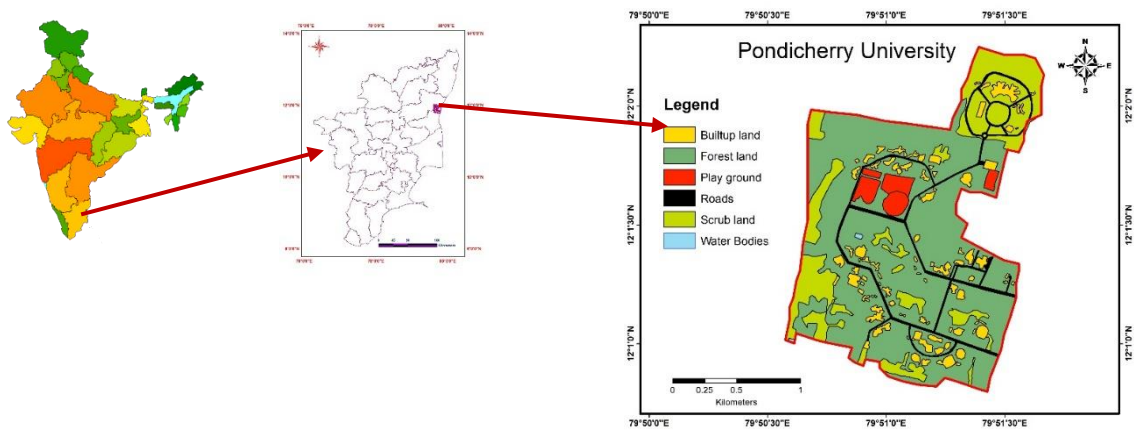 79°50'0"E 79°50'30"E 79°51'0"E 79°51'30"E
Pondicherry University
N
W E
S
Legend
Builtup land
Forest land
Play ground
Roads
Scrub land
Water Bodies
12°2'0"N
12°1'30"N
12°1'0"N
12°2'0"N
12°1'30"N
12°1'0"N
0 0.25 0.5 1
Kilometers
79°50'0"E 79°50'30"E 79°51'0"E 79°51'30"E